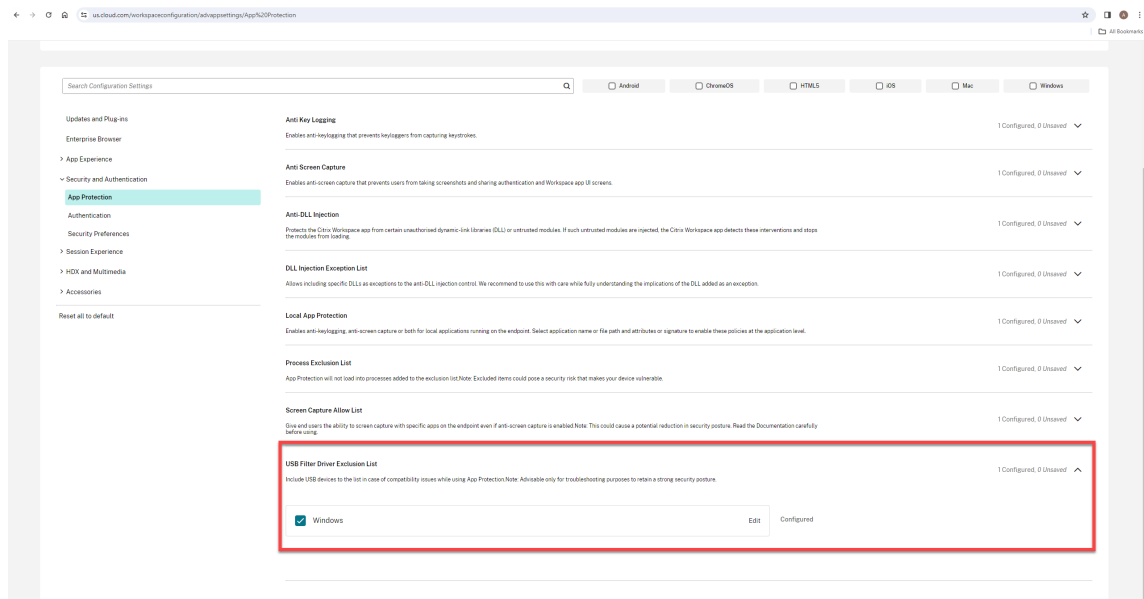 us.cloud.com/workspaceconfiguration/advappsettings/App%20Protection
All Bookmarks
Search Configuration Settings
Android
ChromeOS
HTML5
iOS
Mac
Windows
Updates and Plug-ins
Enterprise Browser
App Experience
Security and Authentication
App Protection
Authentication
Security Preferences
Session Experience
HDX and Multimedia
Accessories
Reset all to default
Anti Key Logging
1 Configured, 0 Unsaved
Enables anti-keylogging that prevents keyloggers from capturing keystrokes.
Anti Screen Capture
1 Configured, 0 Unsaved
Enables anti-screen capture that prevents users from taking screenshots and sharing authentication and Workspace app UI screens.
Anti-DLL Injection
1 Configured, 0 Unsaved
Protects the Citrix Workspace app from certain unauthorised dynamic-link libraries (DLL) or untrusted modules. If such untrusted modules are injected, the Citrix Workspace app detects these interventions and stops
the modules from loading.
DLL Injection Exception List
1 Configured, 0 Unsaved
Allows including specific DLLs as exceptions to the anti-DLL injection control. We recommend to use this with care while fully understanding the implications of the DLL added as an exception.
Local App Protection
1 Configured, 0 Unsaved
Enables anti-keylogging, anti-screen capture or both for local applications running on the endpoint. Select application name or file path and attributes or signature to enable these policies at the application level.
Process Exclusion List
1 Configured, 0 Unsaved
App Protection will not load into processes added to the exclusion list.Note: Excluded items could pose a security risk that makes your device vulnerable.
Screen Capture Allow List
1 Configured, 0 Unsaved
Give end users the ability to screen capture with specific apps on the endpoint even if anti-screen capture is enabled.Note: This could cause a potential reduction in security posture. Read the Documentation carefully
before using.
USB Filter Driver Exclusion List
1 Configured, 0 Unsaved
Include USB devices to the list in case of compatibility issues while using App Protection.Note: Advisable only for troubleshooting purposes to retain a strong security posture.
Windows
Edit
Configured